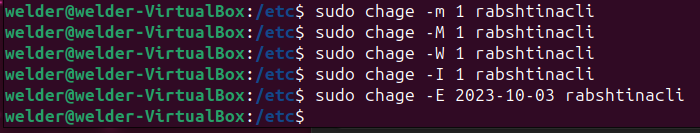 welder@welder-VirtualBox:/etc$ sudo chage -m 1 rabshtinacli
welder@welder-VirtualBox:/etc$ sudo chage -M 1 rabshtinacli
welder@welder-VirtualBox:/etc$ sudo chage -W 1 rabshtinacli
welder@welder-VirtualBox:/etc$ sudo chage -I 1 rabshtinacli
welder@welder-VirtualBox:/etc$ sudo chage -E 2023-10-03 rabshtinacli
welder@welder-VirtualBox:/etc$